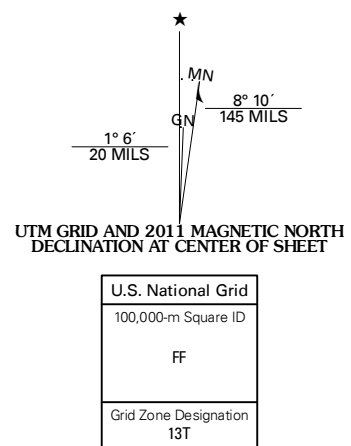 ★
MN
8° 10´
145 MILS
GN
1° 6´
20 MILS
UTM GRID AND 2011 MAGNETIC NORTH
DECLINATION AT CENTER OF SHEET
U.S. National Grid
100,000-m Square ID
FF
Grid Zone Designation
13T